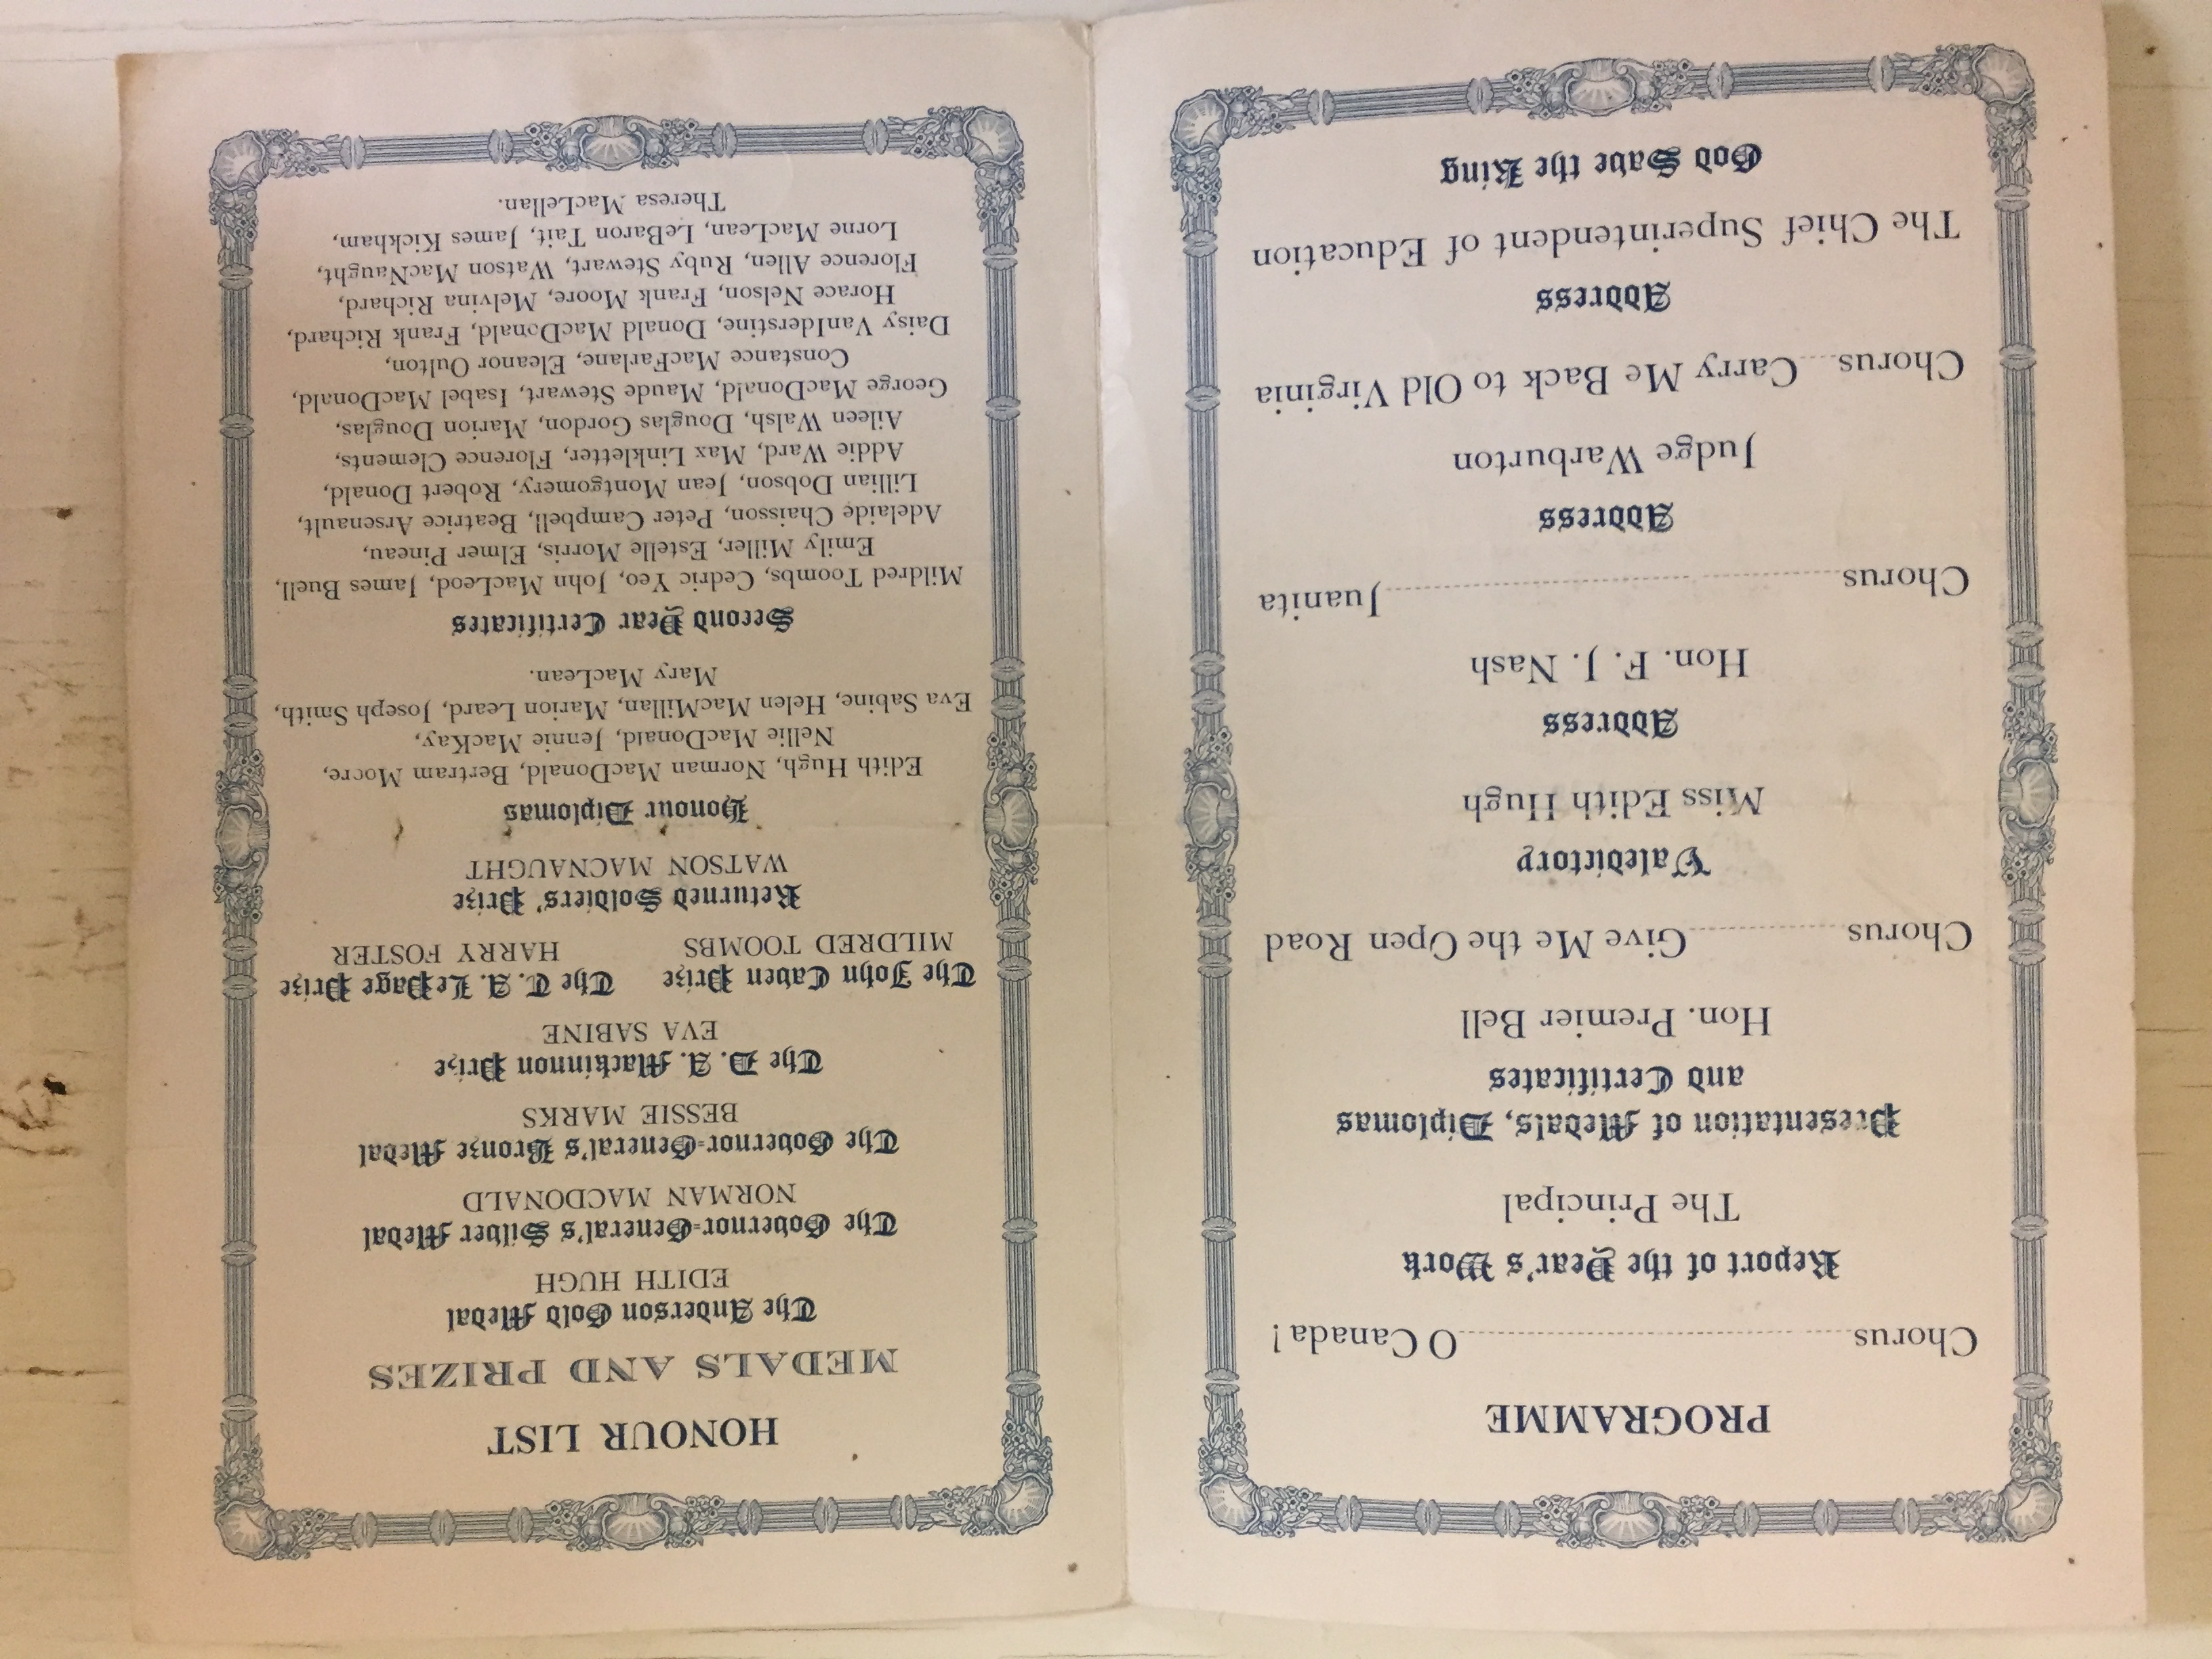 PROGRAMME
Chorus O Canada!
Report of the Year's Work
The Principal
Presentation of Medals, Diplomas
and Certificates
Hon. Premier Bell
Chorus Give Me the Open Road
Valedictory
Miss Edith Hugh
Address
Hon. F. J. Nash
Chorus Juanita
Address
Judge Warburton
Chorus Carry Me Back to Old Virginia
Address
The Chief Superintendent of Education
God Save the King
HONOUR LIST
MEDALS AND PRIZES
The Anderson Gold Medal
EDITH HUGH
The Governor-General's Silver Medal
NORMAN MACDONALD
The Governor-General's Bronze Medal
BESSIE MARKS
The D. A. Mackinnon Prize
EVA SABINE
The John Caven Prize The T. A. LePage Prize
MILDRED TOOMBS HARRY FOSTER
Returned Soldiers' Prize
WATSON MACNAUGHT
Honour Diplomas
Edith Hugh, Norman MacDonald, Bertram Moore,
Nellie MacDonald, Jennie MacKay,
Eva Sabine, Helen MacMillan, Marion Leard, Joseph Smith,
Mary MacLean.
Second Year Certificates
Mildred Toombs, Cedric Yeo, John MacLeod, James Buell,
Emily Miller, Estelle Morris, Elmer Pineau,
Adelaide Chaisson, Peter Campbell, Beatrice Arsenault,
Lillian Dobson, Jean Montgomery, Robert Donald,
Addie Ward, Max Linkletter, Florence Clements,
Aileen Walsh, Douglas Gordon, Marion Douglas,
George MacDonald, Maude Stewart, Isabel MacDonald,
Constance MacFarlane, Eleanor Oulton,
Daisy VanIderstine, Donald MacDonald, Frank Richard,
Horace Nelson, Frank Moore, Melvina Richard,
Florence Allen, Ruby Stewart, Watson MacNaught,
Lorne MacLean, LeBaron Tait, James Kickham,
Theresa MacLellan.